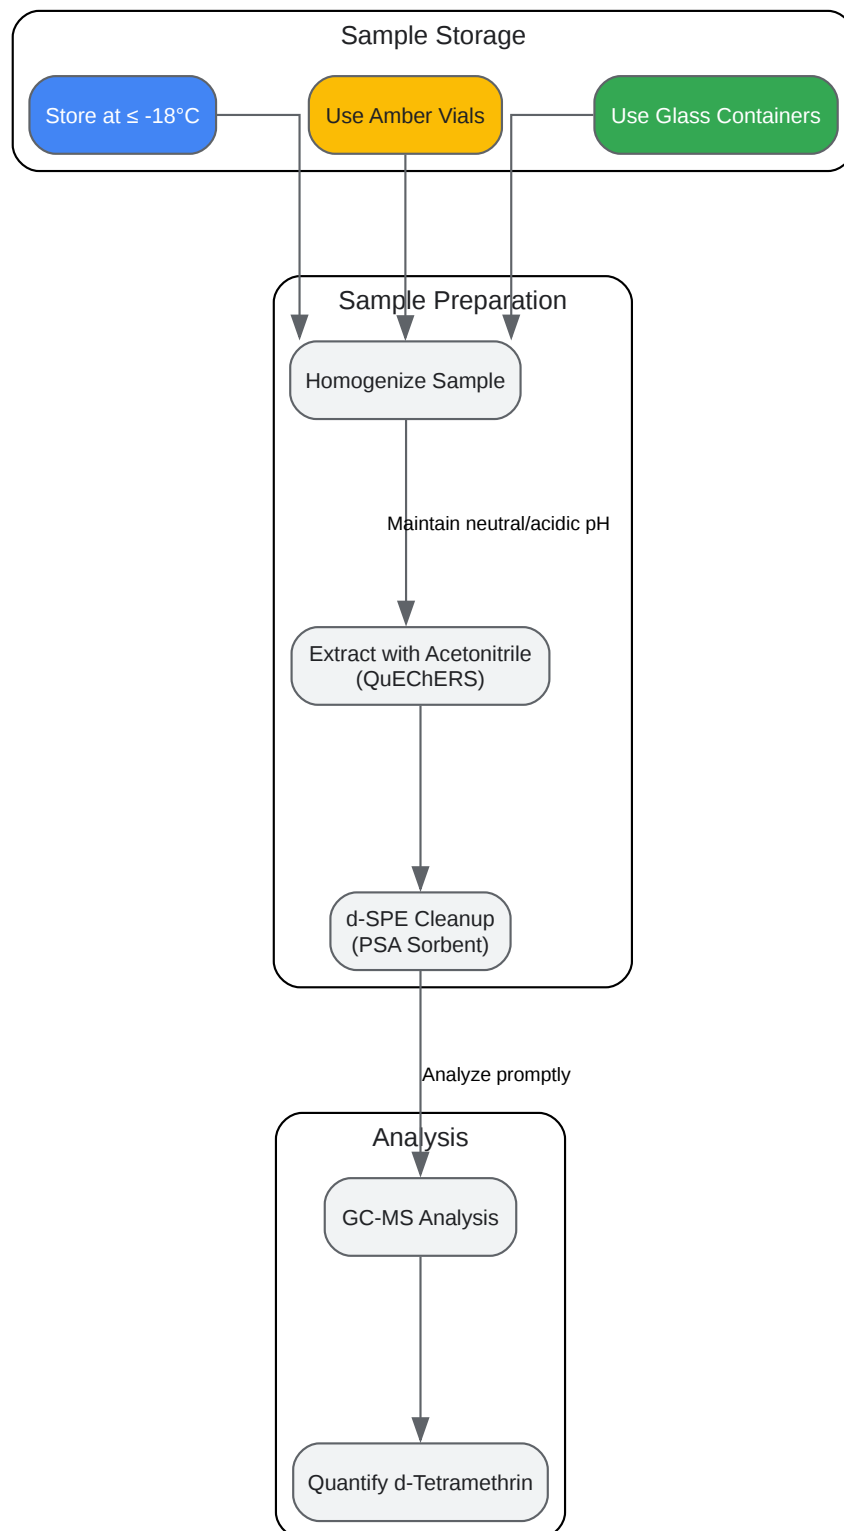 Sample Storage
Store at ≤ -18°C
Use Amber Vials
Use Glass Containers
Sample Preparation
Homogenize Sample
Maintain neutral/acidic pH
Extract with Acetonitrile
(QuEChERS)
d-SPE Cleanup
(PSA Sorbent)
Analyze promptly
Analysis
GC-MS Analysis
Quantify d-Tetramethrin